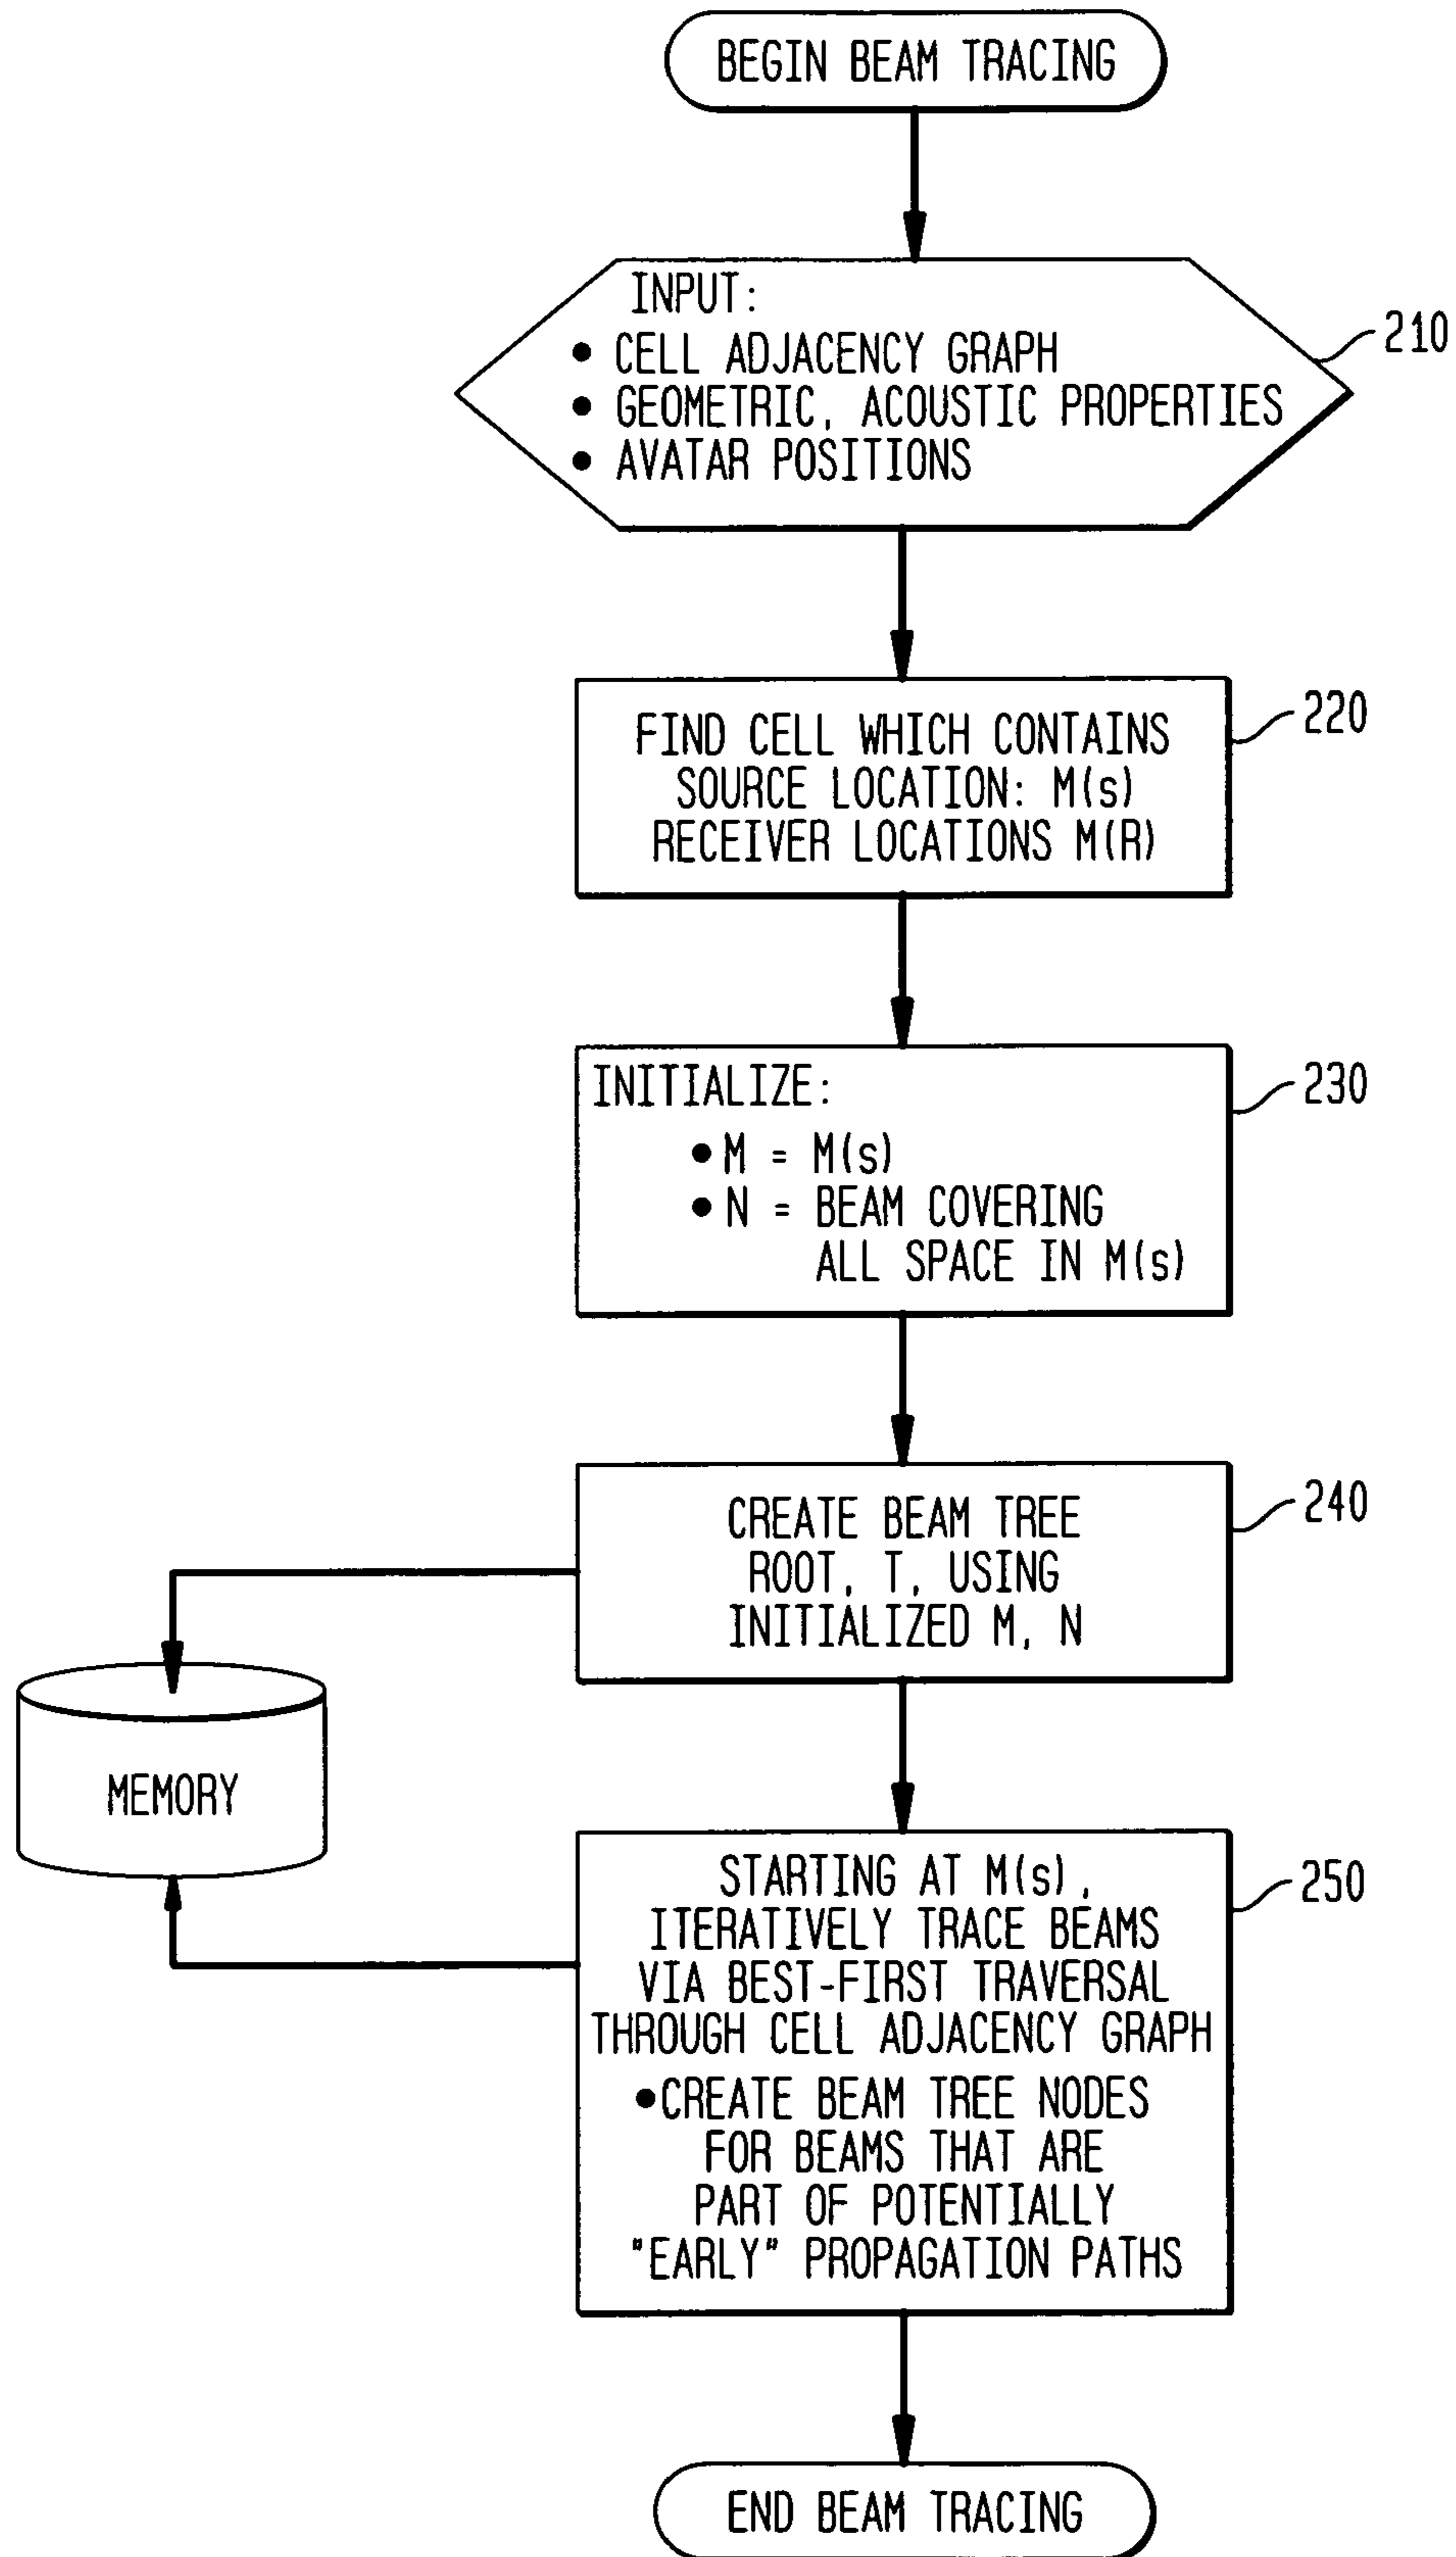 BEGIN BEAM TRACING
INPUT:
• CELL ADJACENCY GRAPH
• GEOMETRIC, ACOUSTIC PROPERTIES
• AVATAR POSITIONS
210
FIND CELL WHICH CONTAINS
SOURCE LOCATION: M(s)
RECEIVER LOCATIONS M(R)
220
INITIALIZE:
• M = M(s)
• N = BEAM COVERING
ALL SPACE IN M(s)
230
CREATE BEAM TREE
ROOT, T, USING
INITIALIZED M, N
240
MEMORY
STARTING AT M(s),
ITERATIVELY TRACE BEAMS
VIA BEST-FIRST TRAVERSAL
THROUGH CELL ADJACENCY GRAPH
• CREATE BEAM TREE NODES
FOR BEAMS THAT ARE
PART OF POTENTIALLY
"EARLY" PROPAGATION PATHS
250
END BEAM TRACING